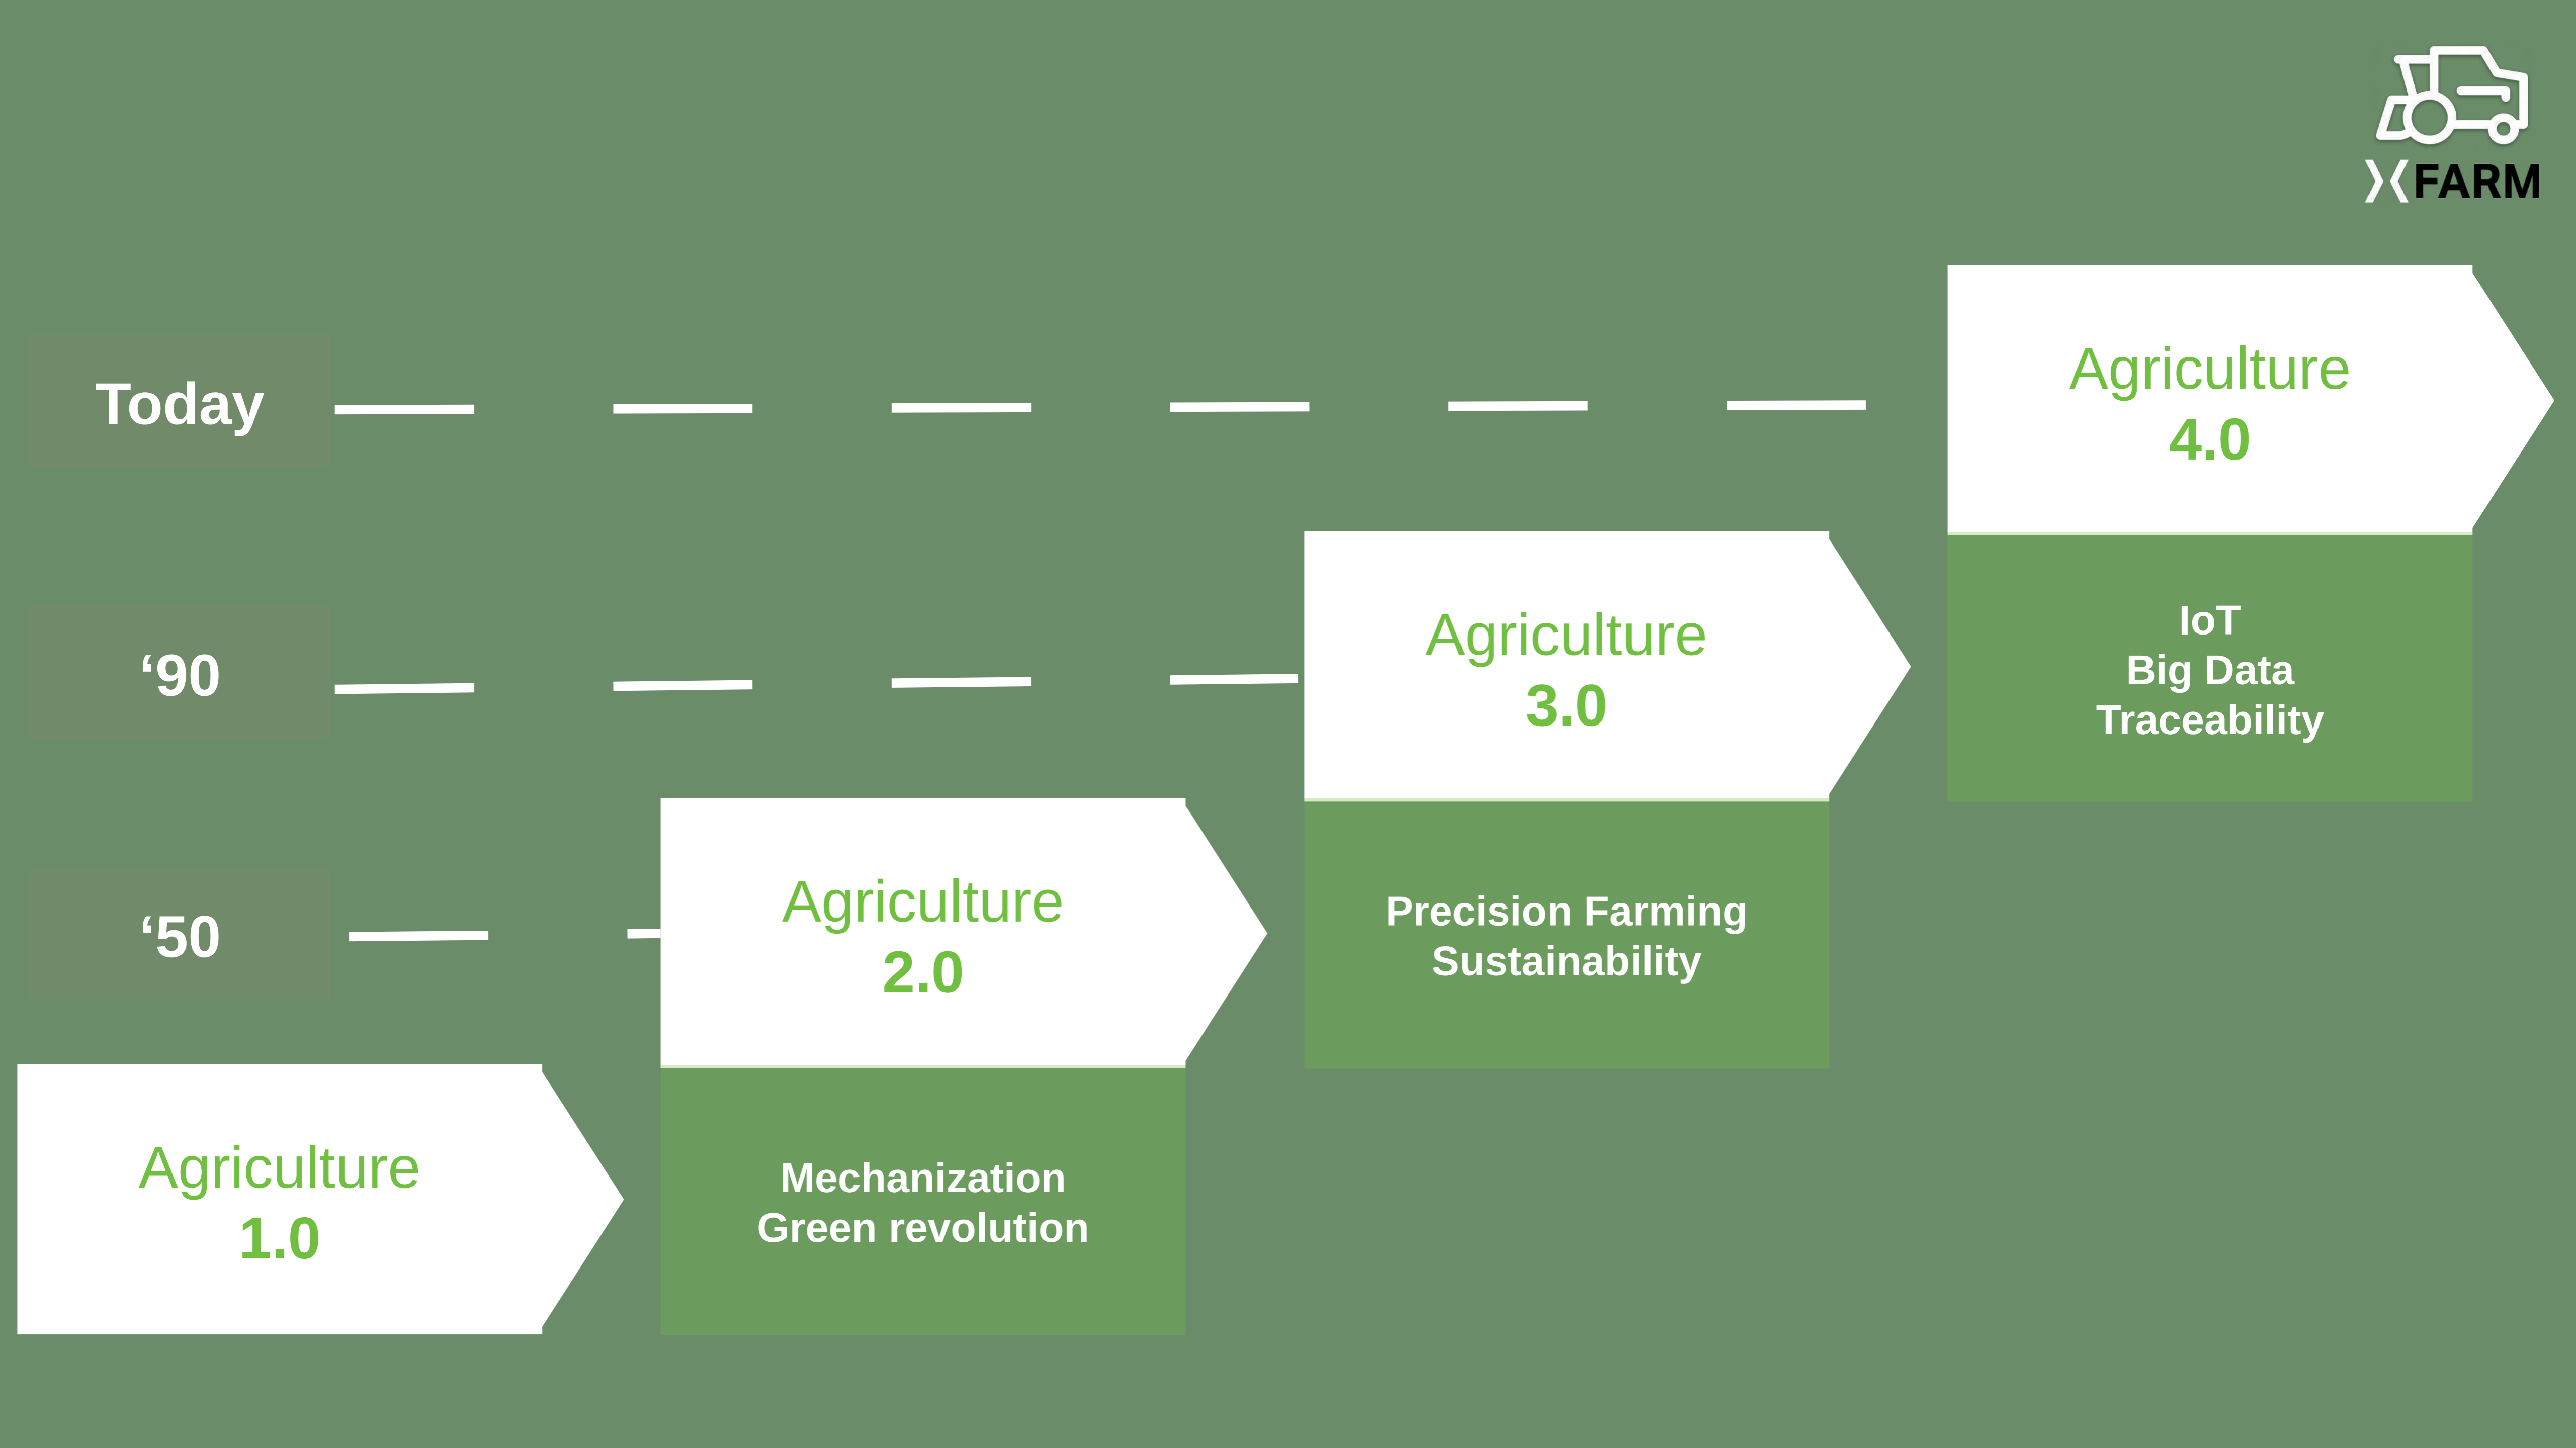 XFARM
Today
Agriculture
4.0
IoT
Big Data
Traceability
‘90
Agriculture
3.0
Precision Farming
Sustainability
‘50
Agriculture
2.0
Mechanization
Green revolution
Agriculture
1.0